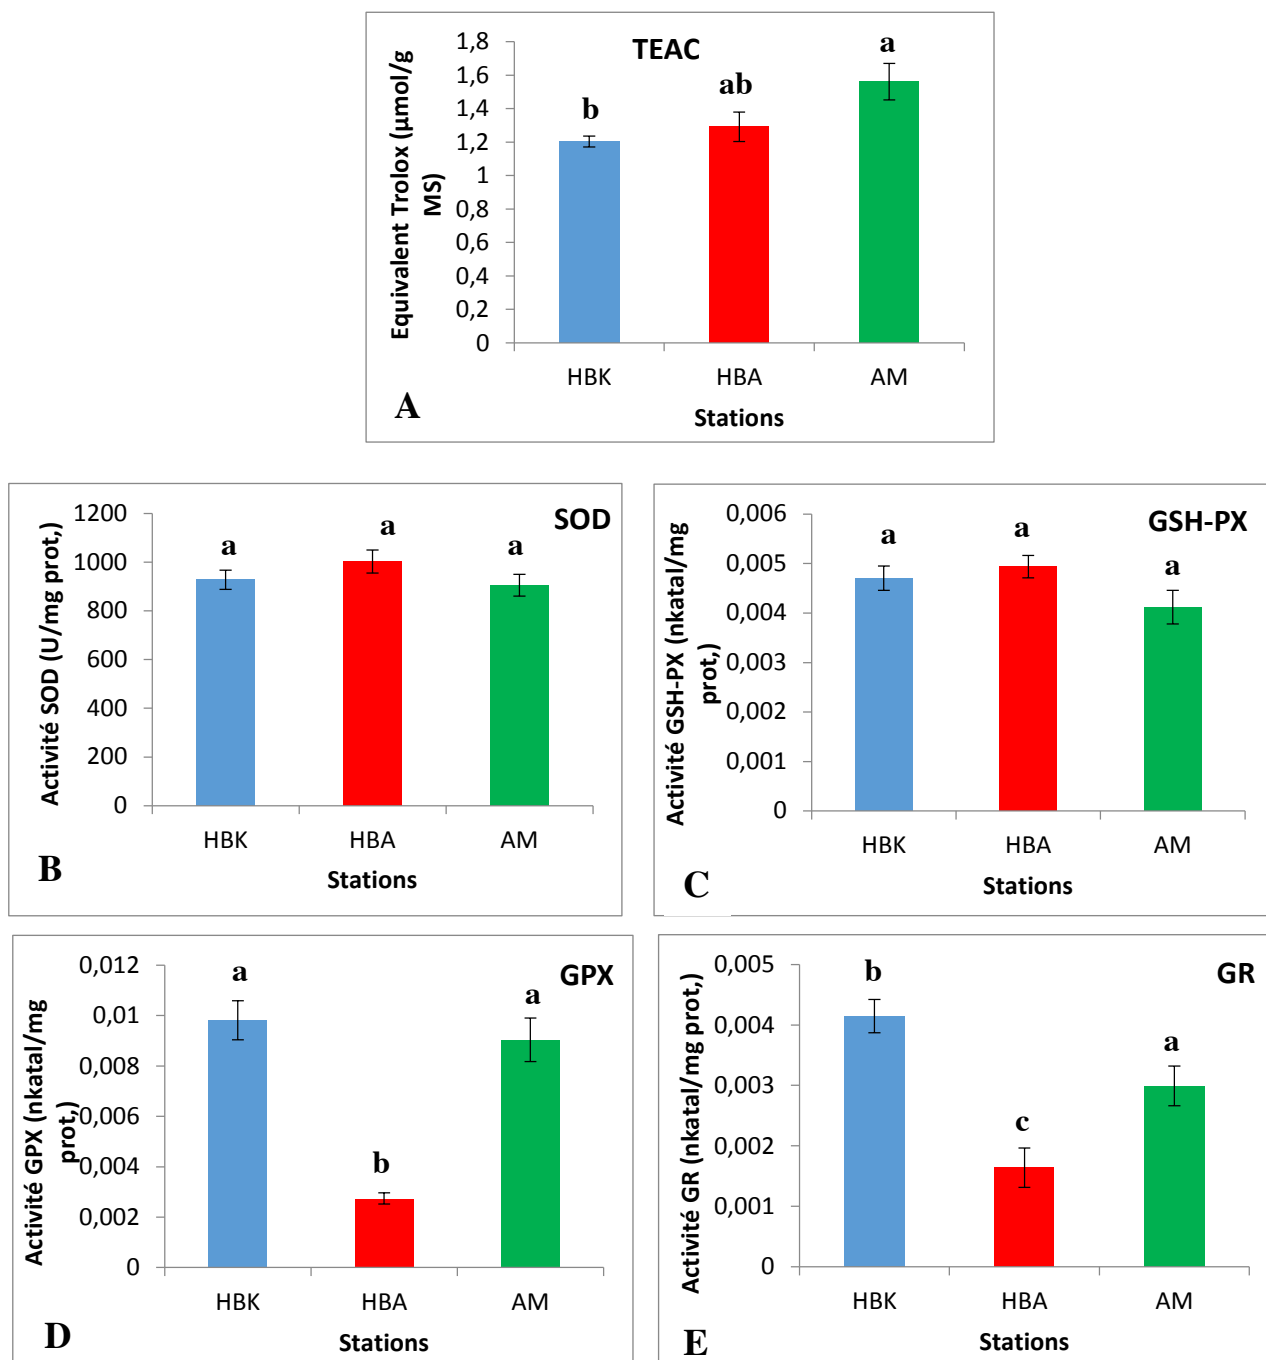 TEAC
Equivalent Trolox (µmol/g
MS)
1,8
1,6
1,4
1,2
1
0,8
0,6
0,4
0,2
0
b
ab
a
HBK HBA AM
Stations
A
SOD
Activité SOD (U/mg prot,)
1200
1000
800
600
400
200
0
a
a
a
HBK HBA AM
Stations
B
GSH-PX
Activité GSH-PX (nkatal/mg
prot,)
0,006
0,005
0,004
0,003
0,002
0,001
0
a
a
a
HBK HBA AM
Stations
C
GPX
Activité GPX (nkatal/mg
prot,)
0,012
0,01
0,008
0,006
0,004
0,002
0
a
b
a
HBK HBA AM
Stations
D
GR
Activité GR (nkatal/mg prot,)
0,005
0,004
0,003
0,002
0,001
0
b
c
a
HBK HBA AM
Stations
E